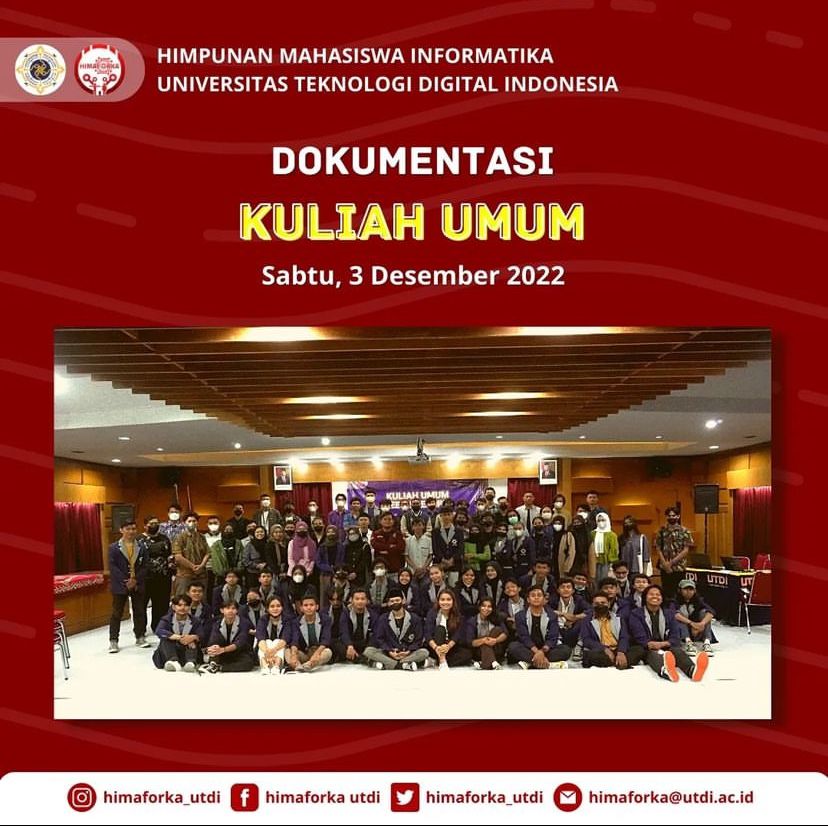 HIMPUNAN MAHASISWA INFORMATIKA
UNIVERSITAS TEKNOLOGI DIGITAL INDONESIA
HIMAFORKA
DOKUMENTASI
KULIAH UMUM
Sabtu, 3 Desember 2022
KULIAH UMUM
UTDI
himaforka_utdi
himaforka utdi
himaforka_utdi
himaforka@utdi.ac.id